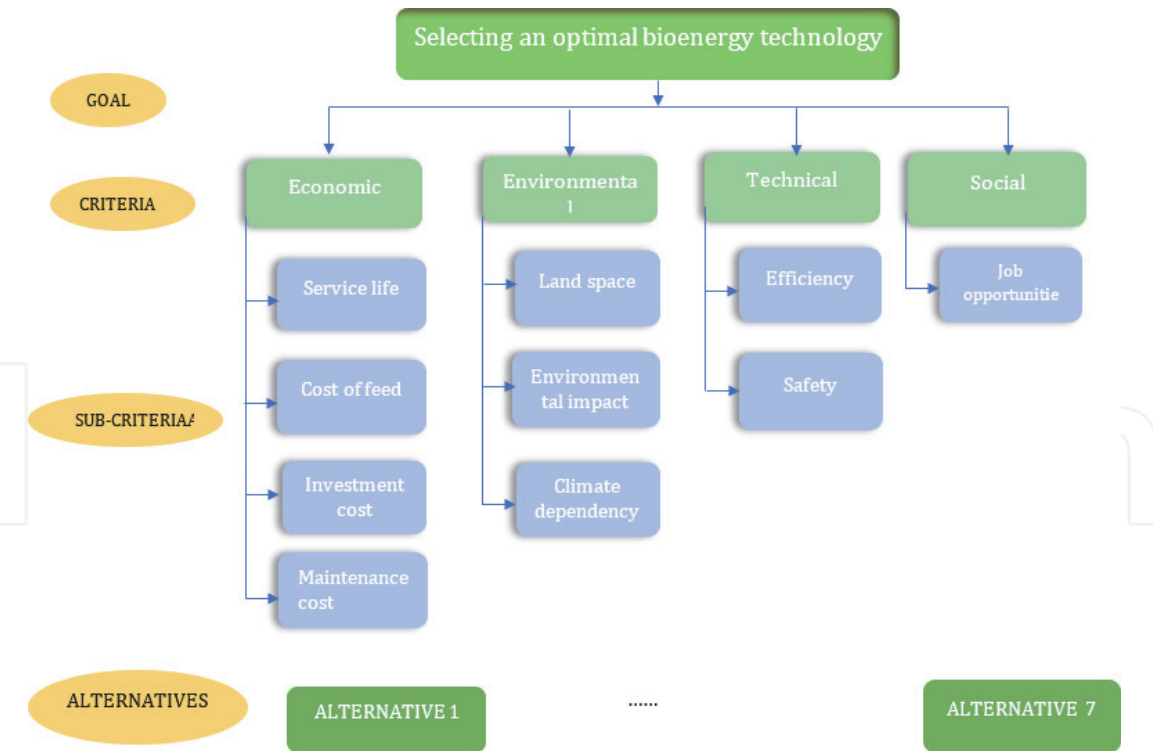 Selecting an optimal bioenergy technology
GOAL
CRITERIA
Economic
Environmenta
l
Technical
Social
Service life
Land space
Efficiency
Job
opportunitie
Cost of feed
Environmen
tal impact
Safety
SUB-CRITERIAA
Investment
cost
Climate
dependency
Maintenance
cost
ALTERNATIVES
ALTERNATIVE 1
......
ALTERNATIVE 7